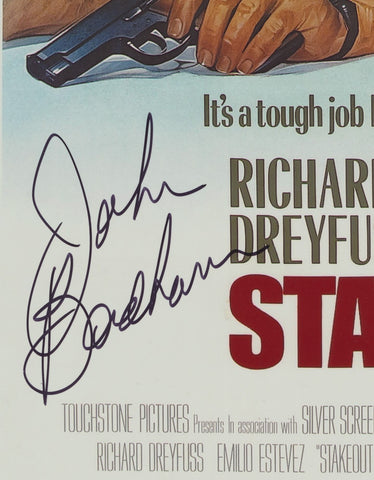 It's a tough job
John
Badham
RICHAR
DREYFU
STA
TOUCHSTONE PICTURES Presents In association with SILVER SCREE
RICHARD DREYFUSS EMILIO ESTEVEZ "STAKEOUT